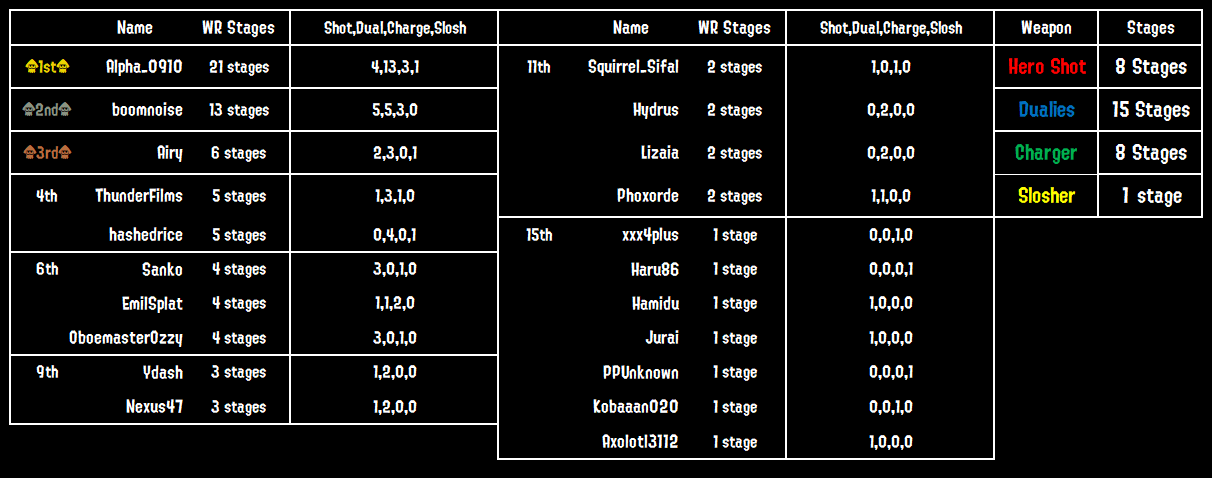 Name WR Stages Shot,Dual,Charge,Slosh
1st Alpha_0910 21 stages 4,13,3,1
2nd boomnoise 13 stages 5,5,3,0
3rd Airy 6 stages 2,3,0,1
4th ThunderFilms 5 stages 1,3,1,0
hashedrice 5 stages 0,4,0,1
6th Sanko 4 stages 3,0,1,0
EmilSplat 4 stages 1,1,2,0
OboemasterOzzy 4 stages 3,0,1,0
9th Ydash 3 stages 1,2,0,0
Nexus47 3 stages 1,2,0,0
Name WR Stages Shot,Dual,Charge,Slosh
11th Squirrel_Sifal 2 stages 1,0,1,0
Hydrus 2 stages 0,2,0,0
Lizaia 2 stages 0,2,0,0
Phoxorde 2 stages 1,1,0,0
15th xxx4plus 1 stage 0,0,1,0
Haru86 1 stage 0,0,0,1
Hamidu 1 stage 1,0,0,0
Jurai 1 stage 1,0,0,0
PPUnknown 1 stage 0,0,0,1
Kobaaan020 1 stage 0,0,1,0
Axolotl3112 1 stage 1,0,0,0
Weapon Stages
Hero Shot 8 Stages
Dualies 15 Stages
Charger 8 Stages
Slosher 1 stage